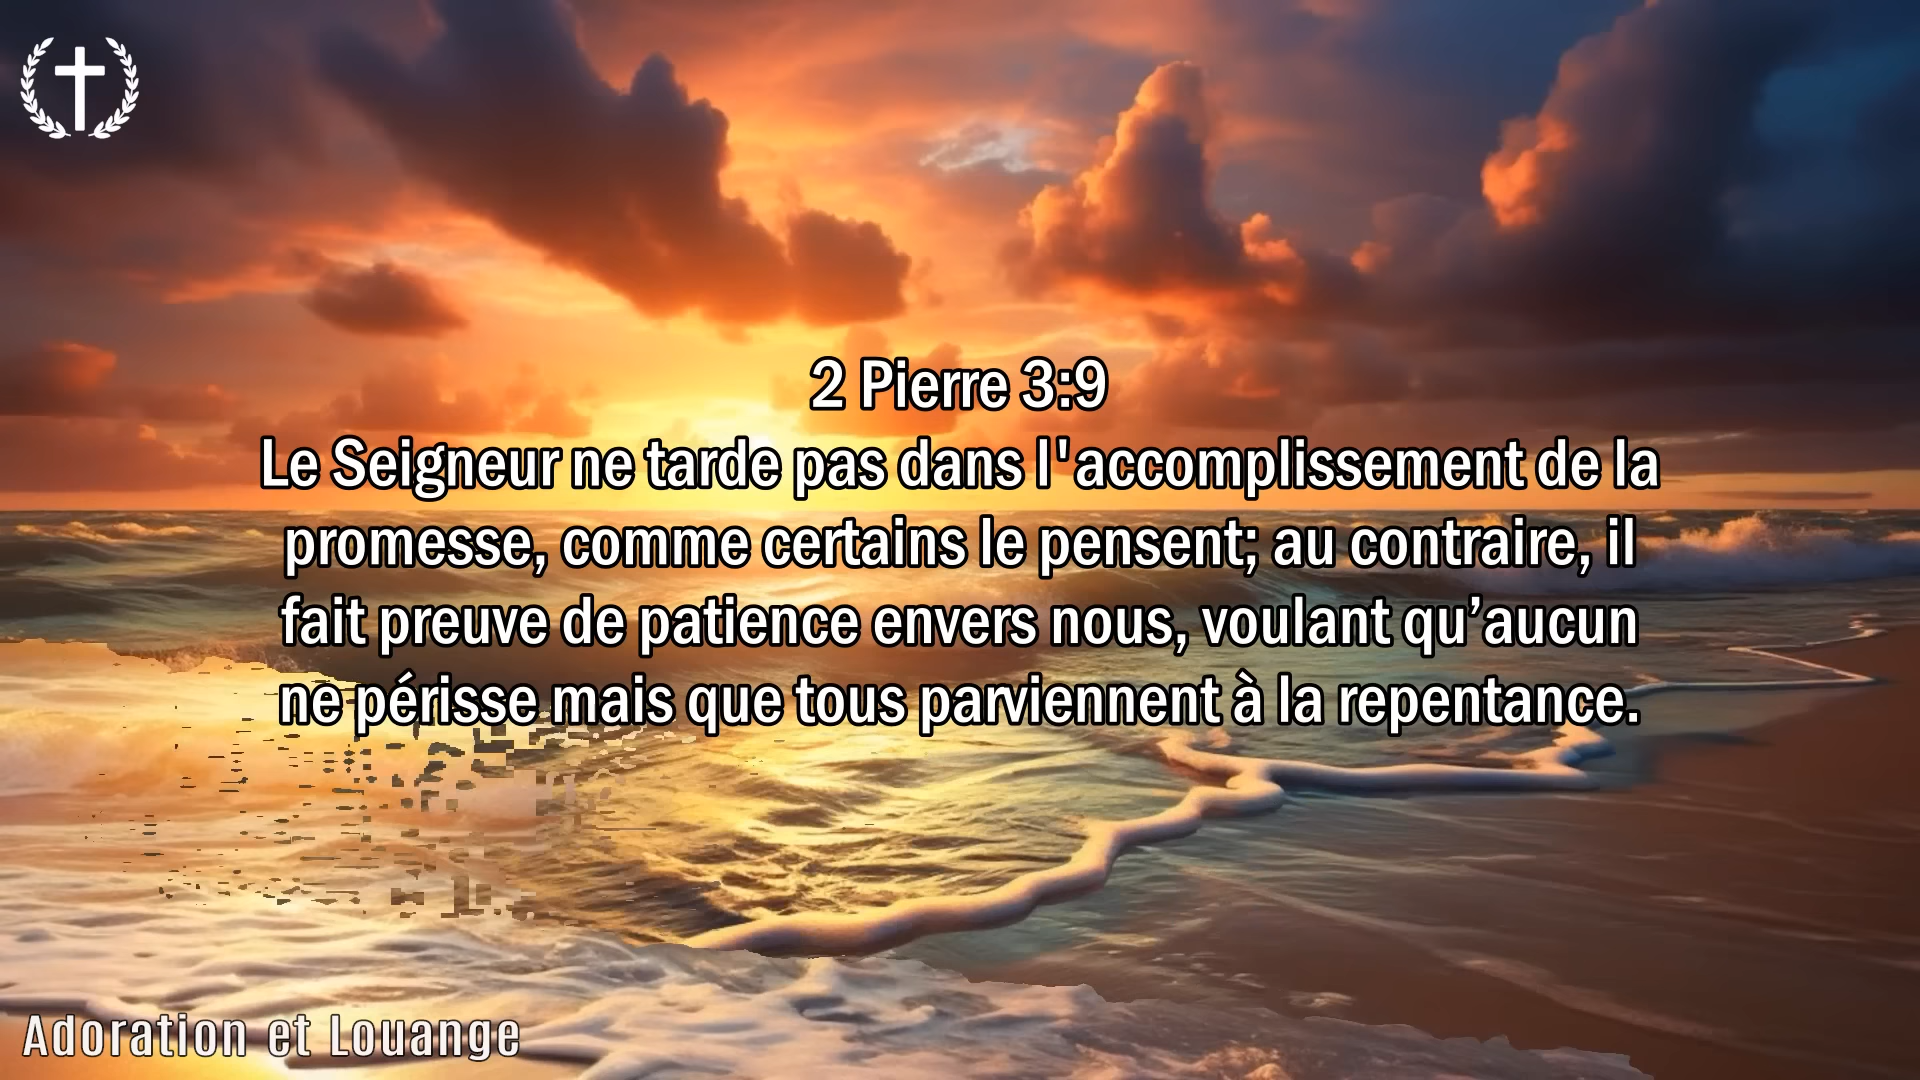 2 Pierre 3:9
Le Seigneur ne tarde pas dans l'accomplissement de la
promesse, comme certains le pensent; au contraire, il
fait preuve de patience envers nous, voulant qu’aucun
ne périsse mais que tous parviennent à la repentance.
Adoration et Louange